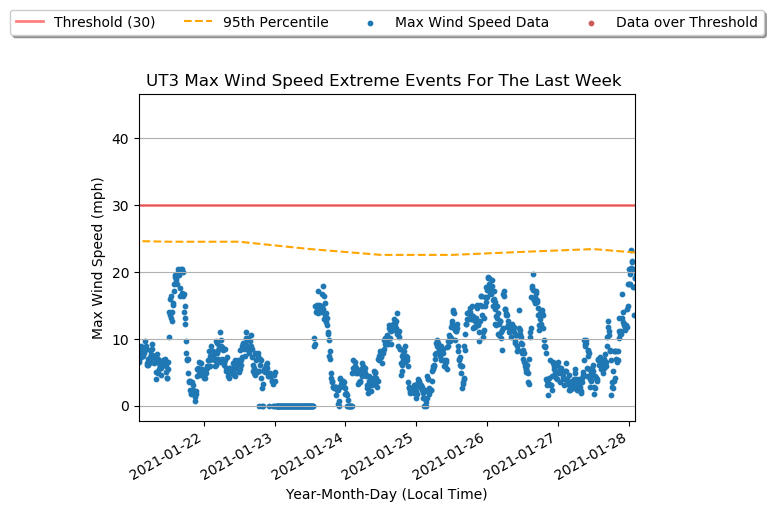 Threshold (30) 95th Percentile Max Wind Speed Data Data over Threshold
UT3 Max Wind Speed Extreme Events For The Last Week
Max Wind Speed (mph)
40
30
20
10
0
2021-01-22 2021-01-23 2021-01-24 2021-01-25 2021-01-26 2021-01-27 2021-01-28
Year-Month-Day (Local Time)